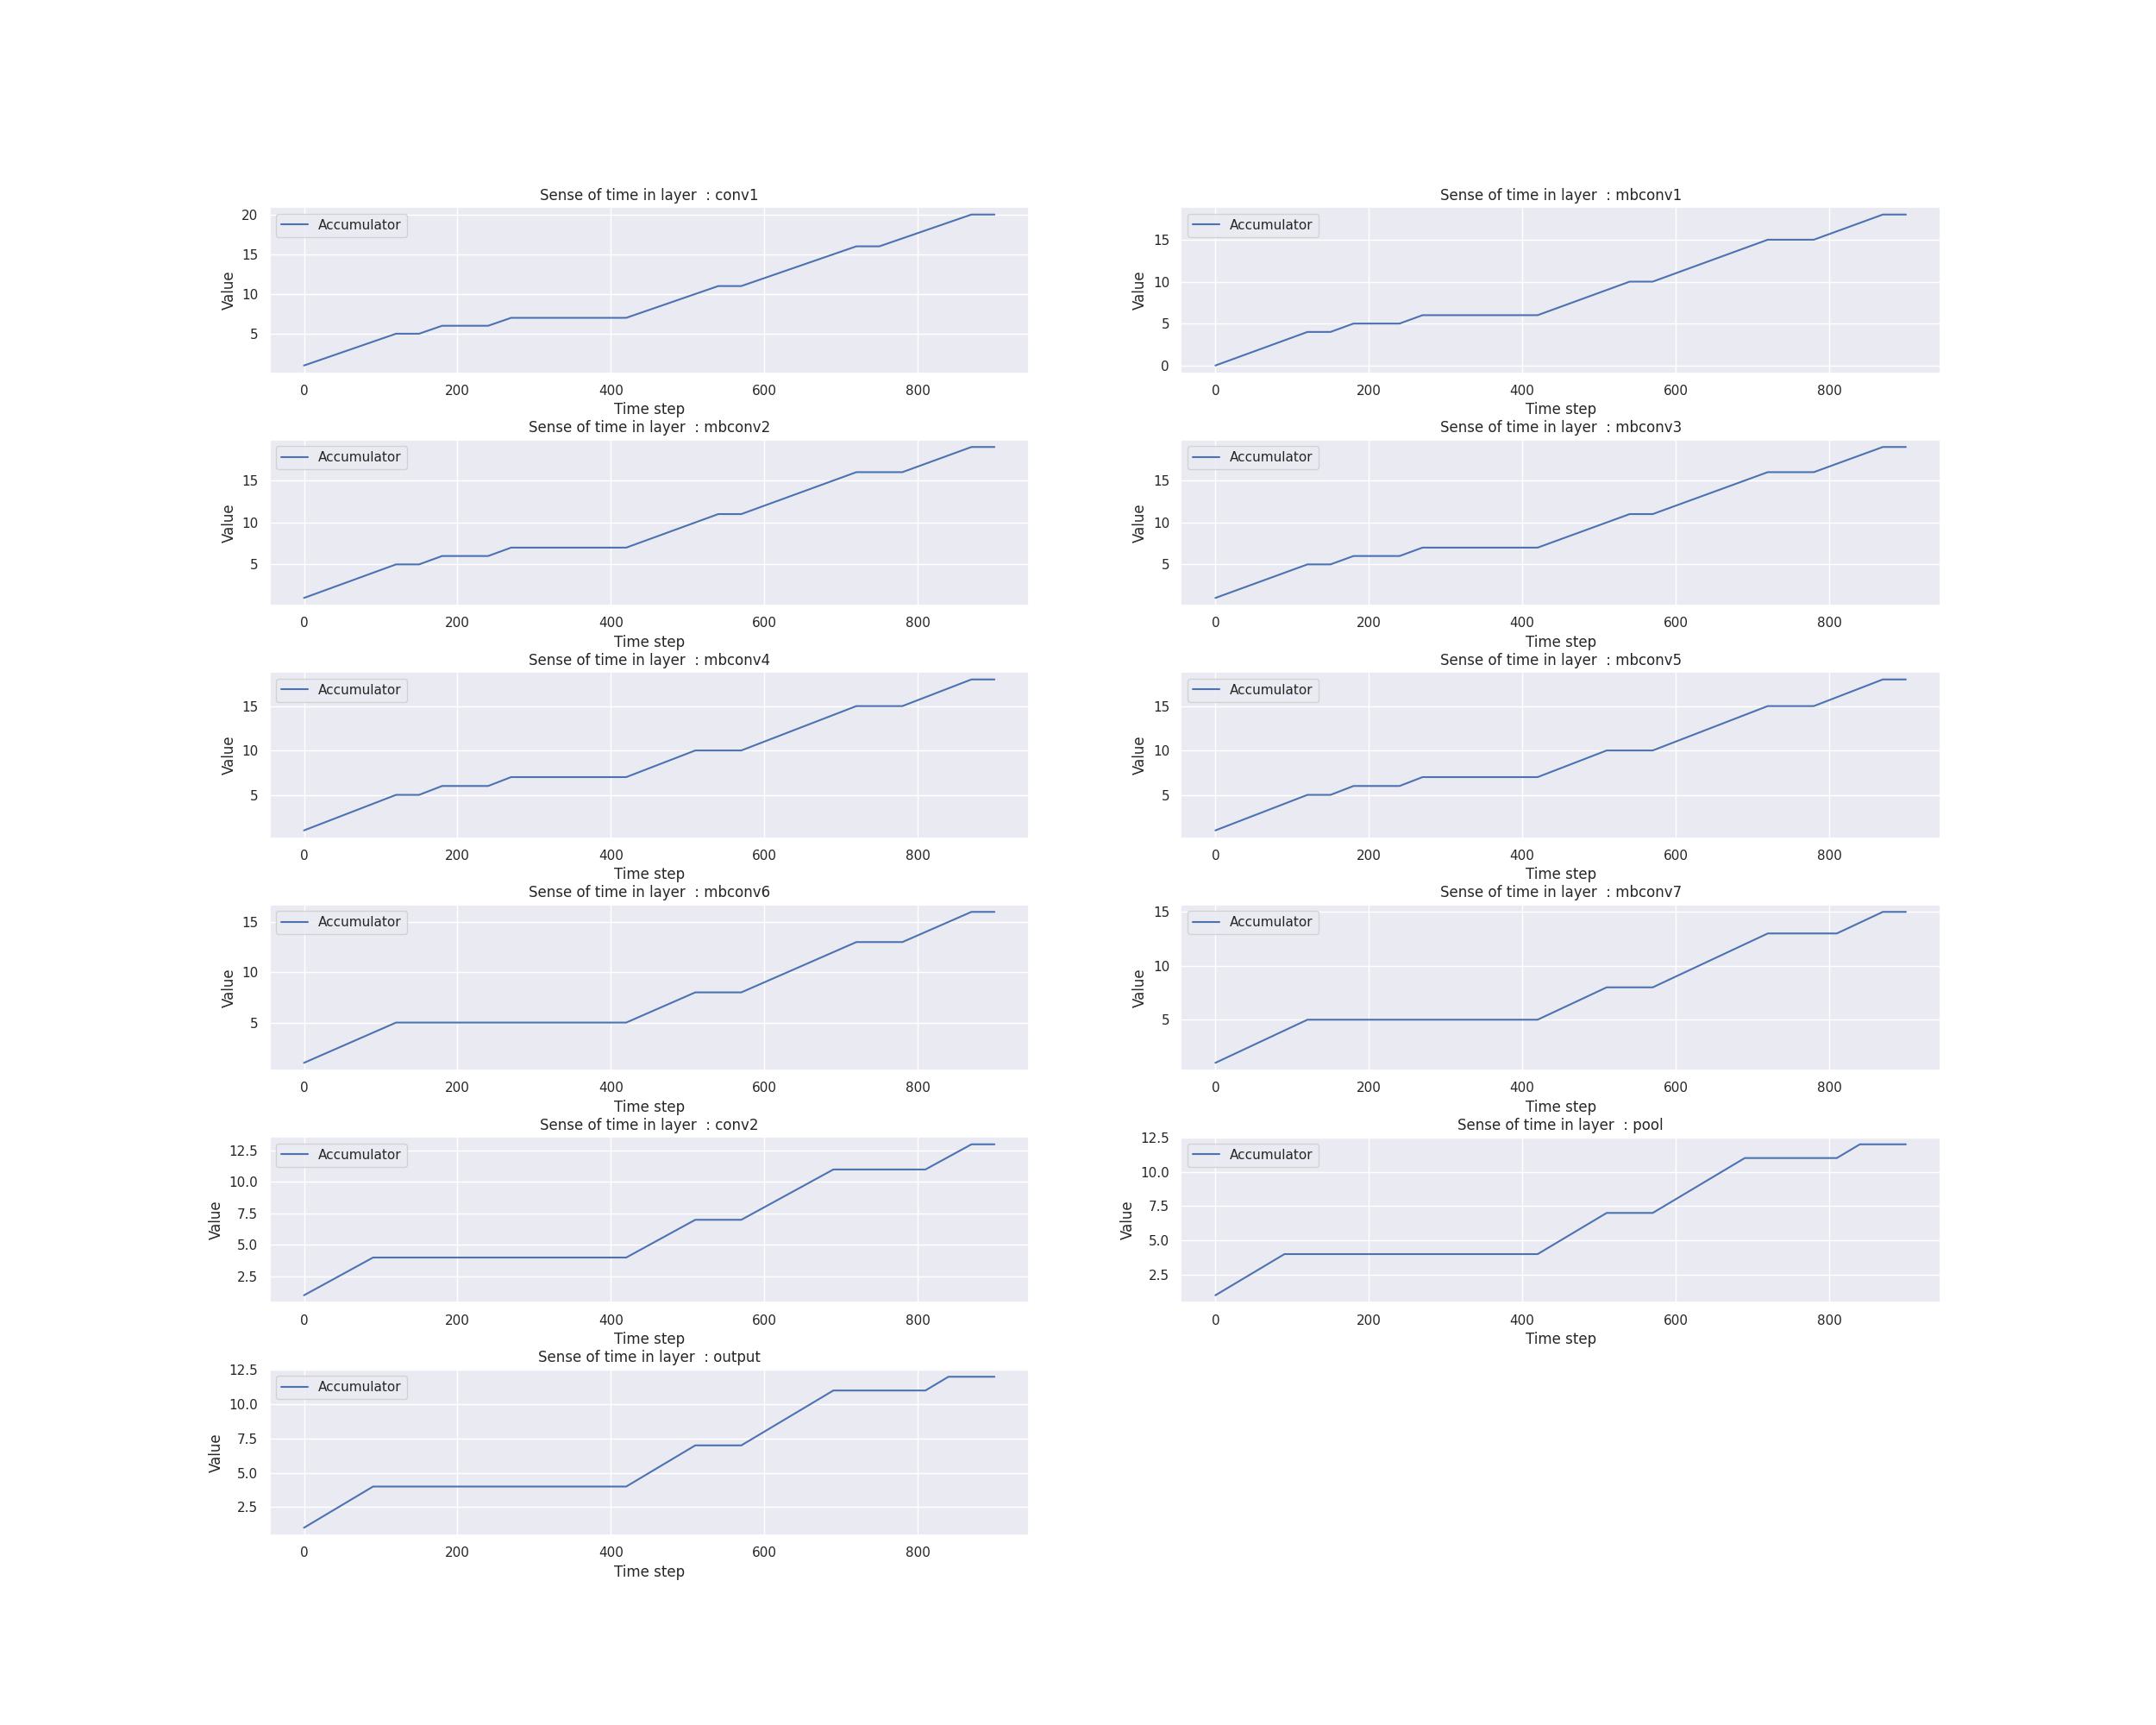 Sense of time in layer  : conv1
Accumulator
20
15
10
5
Value
0 200 400 600 800
Time step
Sense of time in layer  : mbconv1
Accumulator
15
10
5
0
Value
0 200 400 600 800
Time step
Sense of time in layer  : mbconv2
Accumulator
15
10
5
Value
0 200 400 600 800
Time step
Sense of time in layer  : mbconv3
Accumulator
15
10
5
Value
0 200 400 600 800
Time step
Sense of time in layer  : mbconv4
Accumulator
15
10
5
Value
0 200 400 600 800
Time step
Sense of time in layer  : mbconv5
Accumulator
15
10
5
Value
0 200 400 600 800
Time step
Sense of time in layer  : mbconv6
Accumulator
15
10
5
Value
0 200 400 600 800
Time step
Sense of time in layer  : mbconv7
Accumulator
15
10
5
Value
0 200 400 600 800
Time step
Sense of time in layer  : conv2
Accumulator
12.5
10.0
7.5
5.0
2.5
Value
0 200 400 600 800
Time step
Sense of time in layer  : pool
Accumulator
12.5
10.0
7.5
5.0
2.5
Value
0 200 400 600 800
Time step
Sense of time in layer  : output
Accumulator
12.5
10.0
7.5
5.0
2.5
Value
0 200 400 600 800
Time step